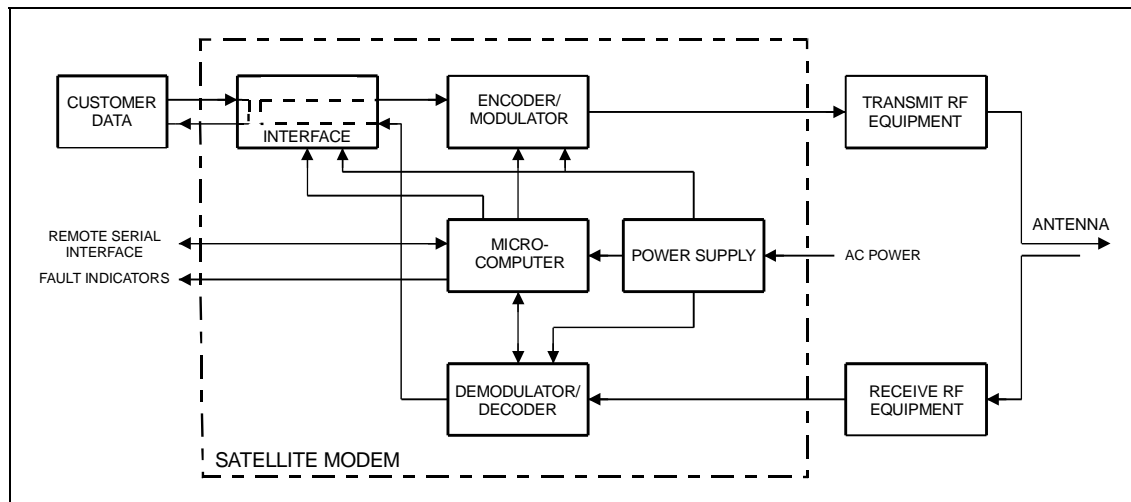 CUSTOMER
DATA
INTERFACE
ENCODER/
MODULATOR
TRANSMIT RF
EQUIPMENT
REMOTE SERIAL
INTERFACE
FAULT INDICATORS
MICRO-
COMPUTER
POWER SUPPLY
AC POWER
ANTENNA
DEMODULATOR/
DECODER
RECEIVE RF
EQUIPMENT
SATELLITE MODEM